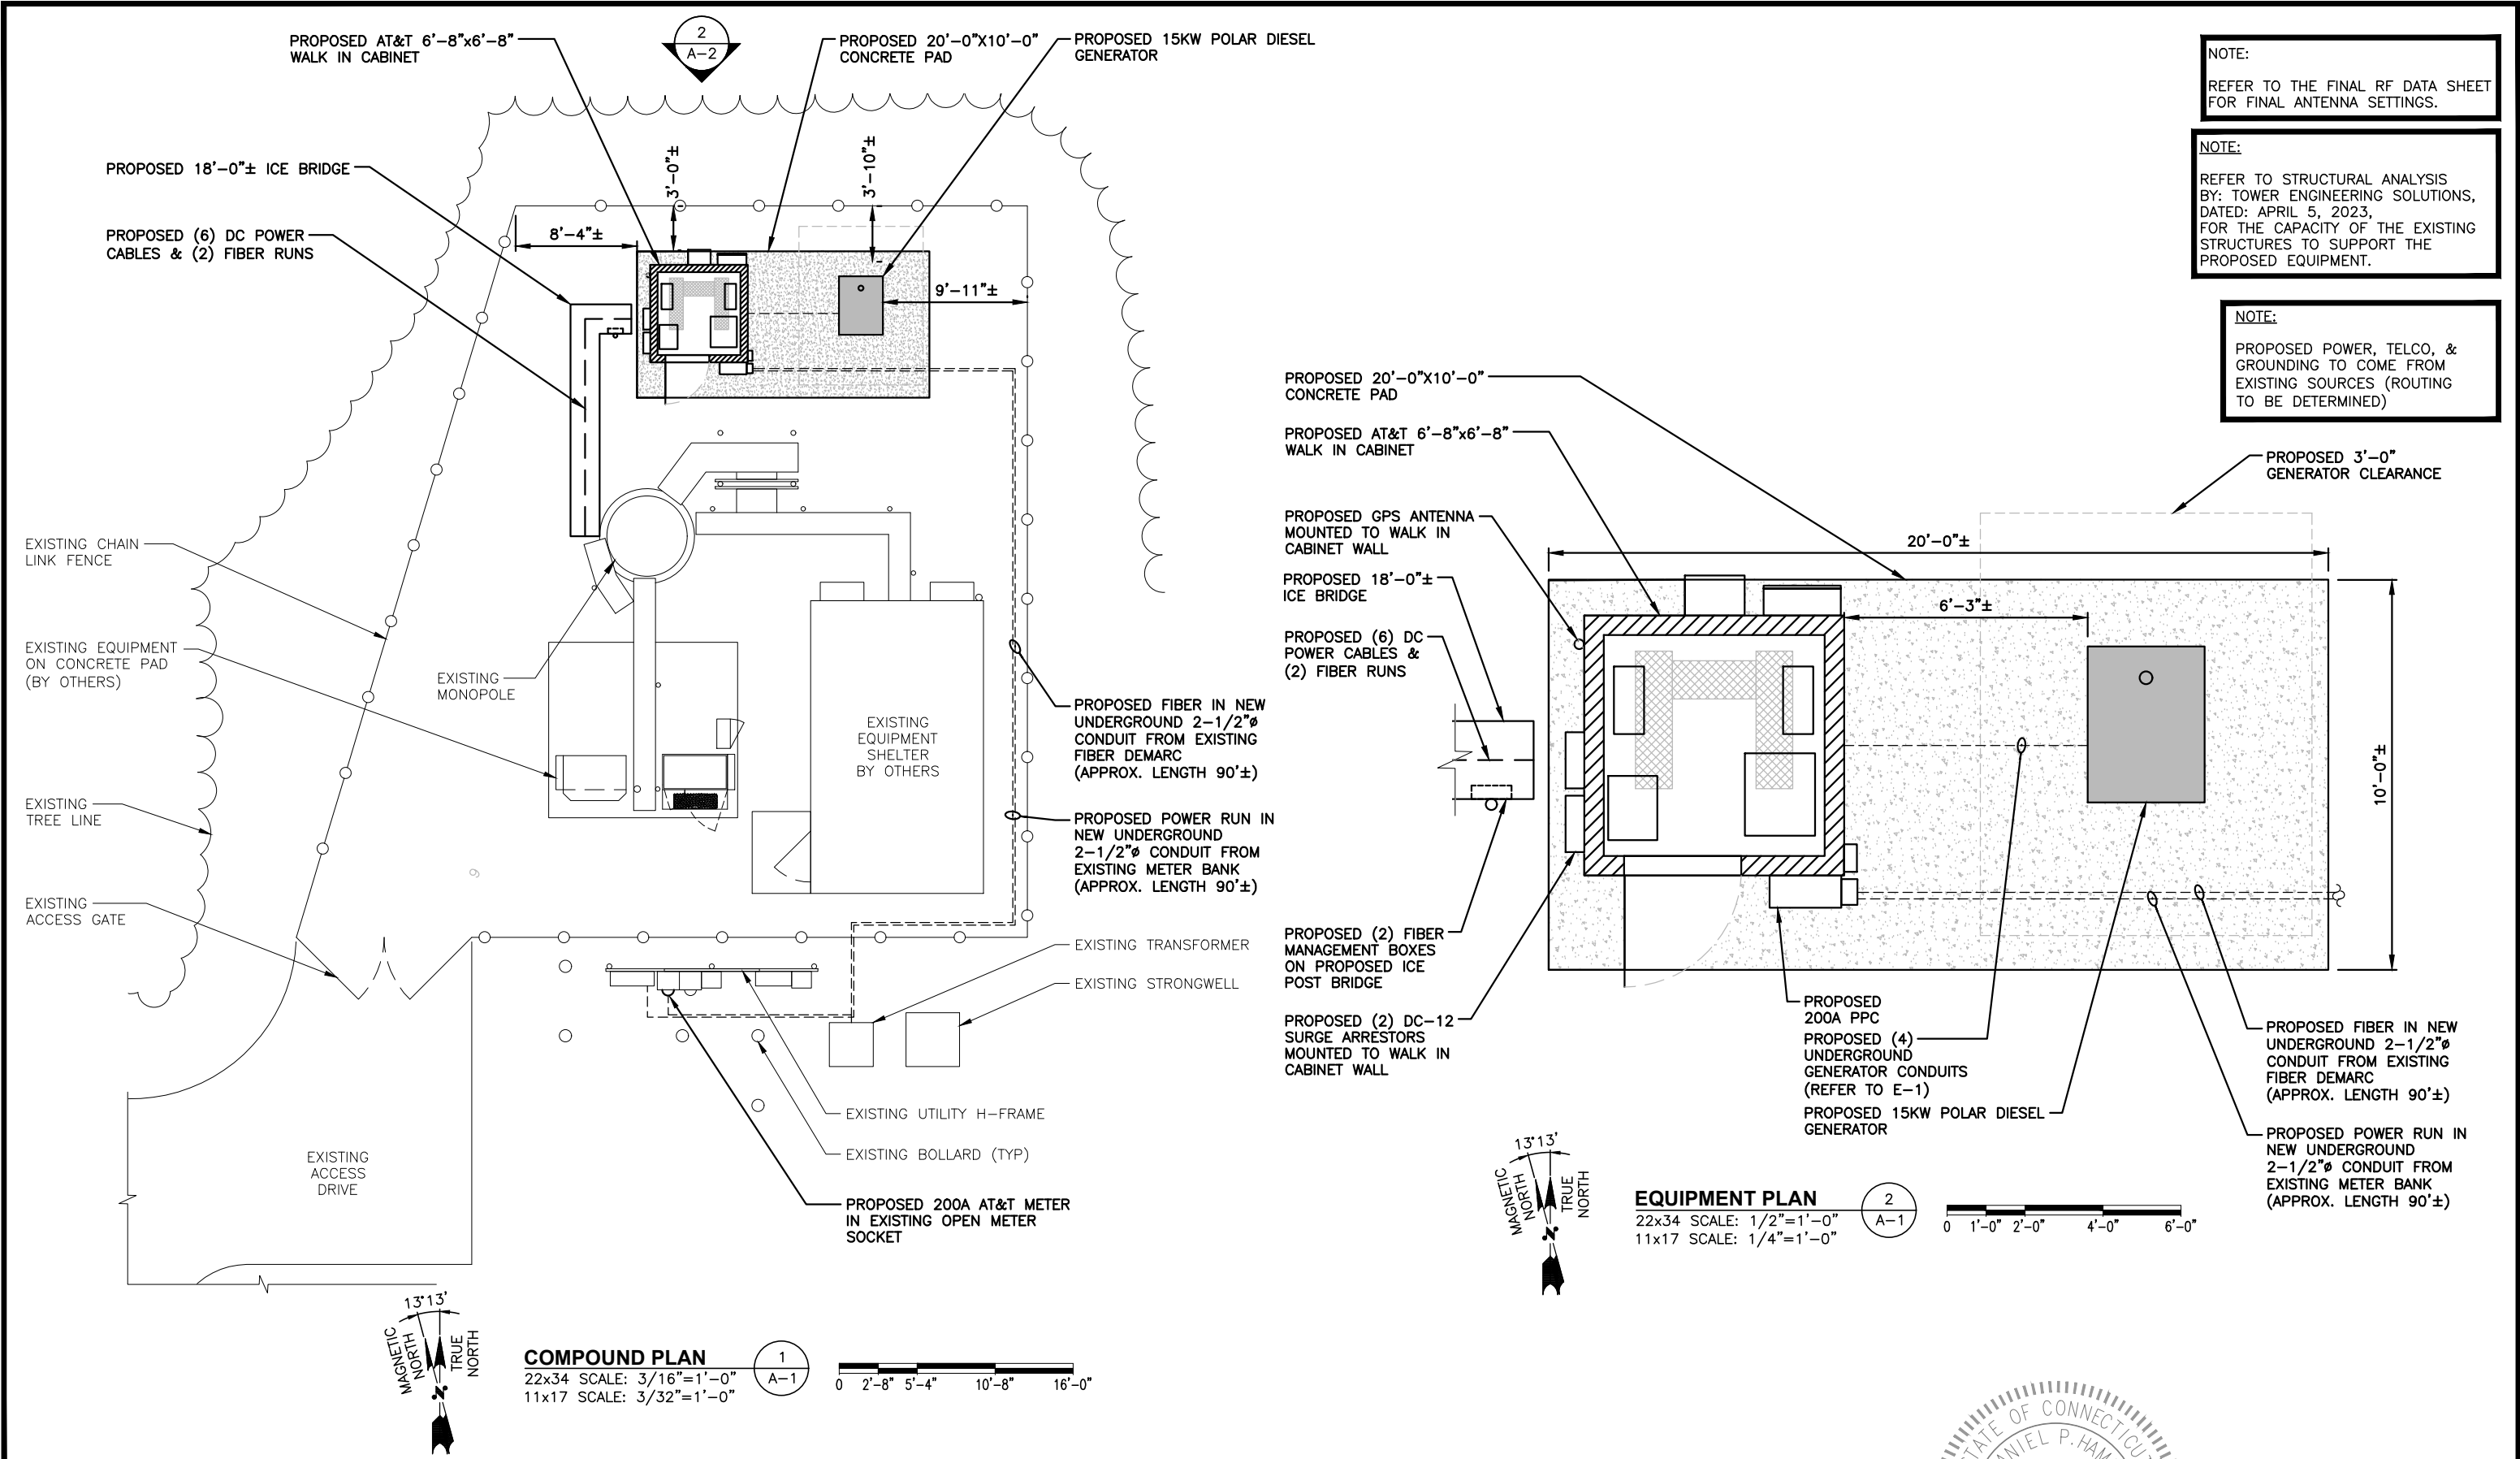 PROPOSED AT&T 6'-8"x6'-8"
WALK IN CABINET
2
A-2
PROPOSED 20'-0"X10'-0"
CONCRETE PAD
PROPOSED 15KW POLAR DIESEL
GENERATOR
PROPOSED 18'-0"± ICE BRIDGE
PROPOSED (6) DC POWER
CABLES & (2) FIBER RUNS
3'-0"±
3'-10"±
8'-4"±
9'-11"±
EXISTING CHAIN
LINK FENCE
EXISTING EQUIPMENT
ON CONCRETE PAD
(BY OTHERS)
EXISTING
MONOPOLE
EXISTING
EQUIPMENT
SHELTER
BY OTHERS
EXISTING
TREE LINE
EXISTING
ACCESS GATE
PROPOSED FIBER IN NEW
UNDERGROUND 2-1/2"ø
CONDUIT FROM EXISTING
FIBER DEMARC
(APPROX. LENGTH 90'±)
PROPOSED POWER RUN IN
NEW UNDERGROUND
2-1/2"ø CONDUIT FROM
EXISTING METER BANK
(APPROX. LENGTH 90'±)
EXISTING TRANSFORMER
EXISTING STRONGWELL
EXISTING UTILITY H-FRAME
EXISTING BOLLARD (TYP)
PROPOSED 200A AT&T METER
IN EXISTING OPEN METER
SOCKET
EXISTING
ACCESS
DRIVE
13°13'
MAGNETIC
NORTH
TRUE
NORTH
N
COMPOUND PLAN
22x34 SCALE: 3/16"=1'-0"
11x17 SCALE: 3/32"=1'-0"
1
A-1
0 2'-8" 5'-4" 10'-8" 16'-0"
NOTE:
REFER TO THE FINAL RF DATA SHEET
FOR FINAL ANTENNA SETTINGS.
NOTE:
REFER TO STRUCTURAL ANALYSIS
BY: TOWER ENGINEERING SOLUTIONS,
DATED: APRIL 5, 2023,
FOR THE CAPACITY OF THE EXISTING
STRUCTURES TO SUPPORT THE
PROPOSED EQUIPMENT.
NOTE:
PROPOSED POWER, TELCO, &
GROUNDING TO COME FROM
EXISTING SOURCES (ROUTING
TO BE DETERMINED)
PROPOSED 20'-0"X10'-0"
CONCRETE PAD
PROPOSED AT&T 6'-8"x6'-8"
WALK IN CABINET
PROPOSED GPS ANTENNA
MOUNTED TO WALK IN
CABINET WALL
PROPOSED 18'-0"±
ICE BRIDGE
PROPOSED (6) DC
POWER CABLES &
(2) FIBER RUNS
PROPOSED (2) FIBER
MANAGEMENT BOXES
ON PROPOSED ICE
POST BRIDGE
PROPOSED (2) DC-12
SURGE ARRESTORS
MOUNTED TO WALK IN
CABINET WALL
PROPOSED 3'-0"
GENERATOR CLEARANCE
20'-0"±
6'-3"±
10'-0"±
PROPOSED
200A PPC
PROPOSED (4)
UNDERGROUND
GENERATOR CONDUITS
(REFER TO E-1)
PROPOSED 15KW POLAR DIESEL
GENERATOR
PROPOSED FIBER IN NEW
UNDERGROUND 2-1/2"ø
CONDUIT FROM EXISTING
FIBER DEMARC
(APPROX. LENGTH 90'±)
PROPOSED POWER RUN IN
NEW UNDERGROUND
2-1/2"ø CONDUIT FROM
EXISTING METER BANK
(APPROX. LENGTH 90'±)
13°13'
MAGNETIC
NORTH
TRUE
NORTH
N
EQUIPMENT PLAN
22x34 SCALE: 1/2"=1'-0"
11x17 SCALE: 1/4"=1'-0"
2
A-1
0 1'-0" 2'-0" 4'-0" 6'-0"
OF CONNECTICU
P. HAM